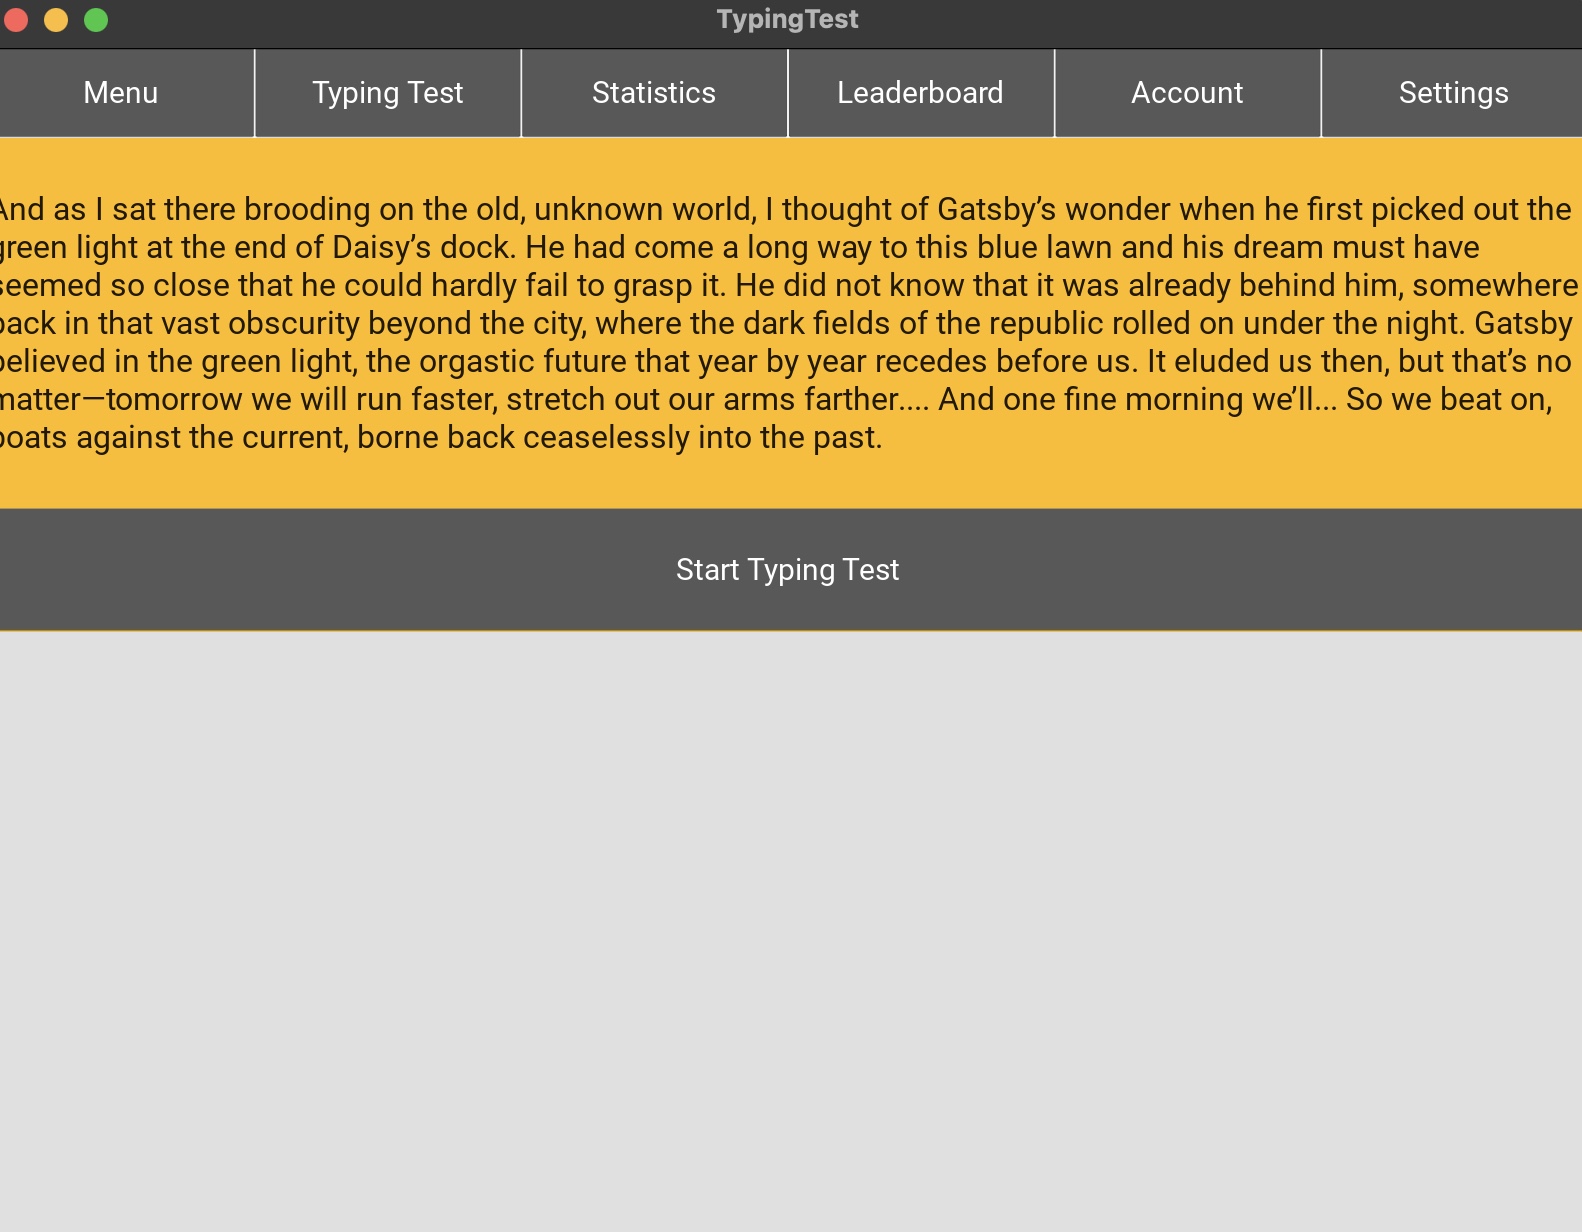 TypingTest
Menu
Typing Test
Statistics
Leaderboard
Account
Settings
And as I sat there brooding on the old, unknown world, I thought of Gatsby’s wonder when he first picked out the
green light at the end of Daisy’s dock. He had come a long way to this blue lawn and his dream must have
seemed so close that he could hardly fail to grasp it. He did not know that it was already behind him, somewhere
back in that vast obscurity beyond the city, where the dark fields of the republic rolled on under the night. Gatsby
believed in the green light, the orgastic future that year by year recedes before us. It eluded us then, but that’s no
matter—tomorrow we will run faster, stretch out our arms farther.... And one fine morning we’ll... So we beat on,
boats against the current, borne back ceaselessly into the past.
Start Typing Test